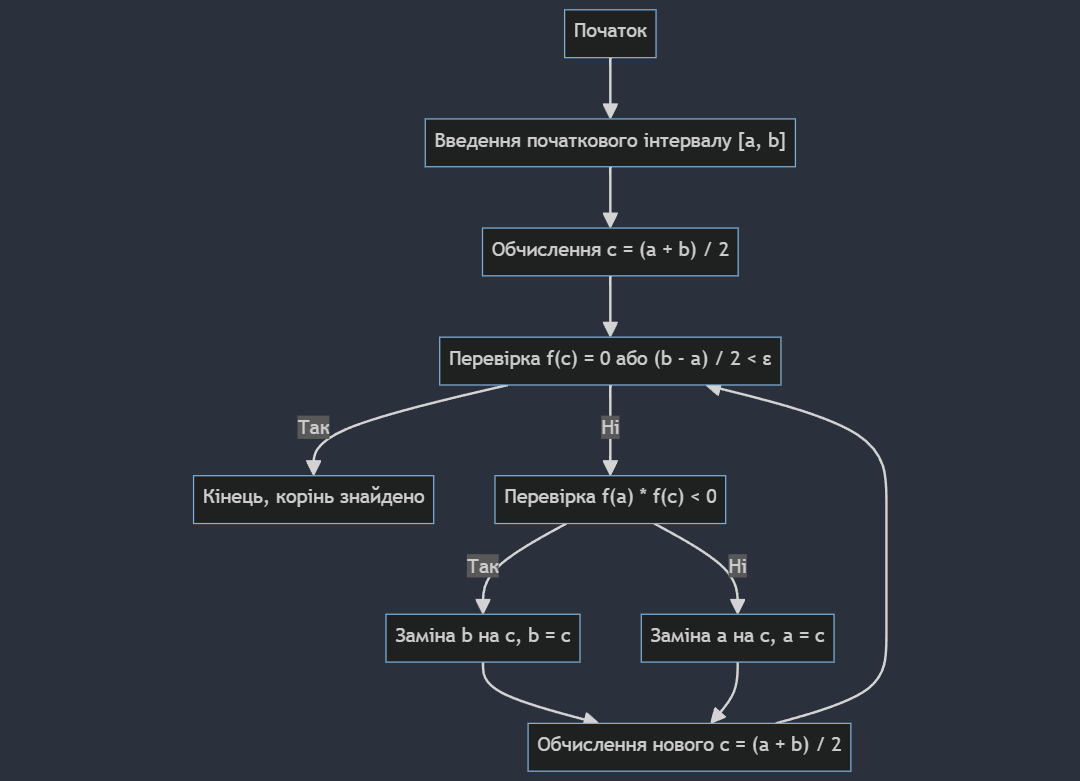 Початок
Введення початкового інтервалу [a, b]
Обчислення c = (a + b) / 2
Перевірка f(c) = 0 або (b - a) / 2 < ε
Так
Ні
Кінець, корінь знайдено
Перевірка f(a) * f(c) < 0
Так
Ні
Заміна b на c, b = c
Заміна a на c, a = c
Обчислення нового c = (a + b) / 2